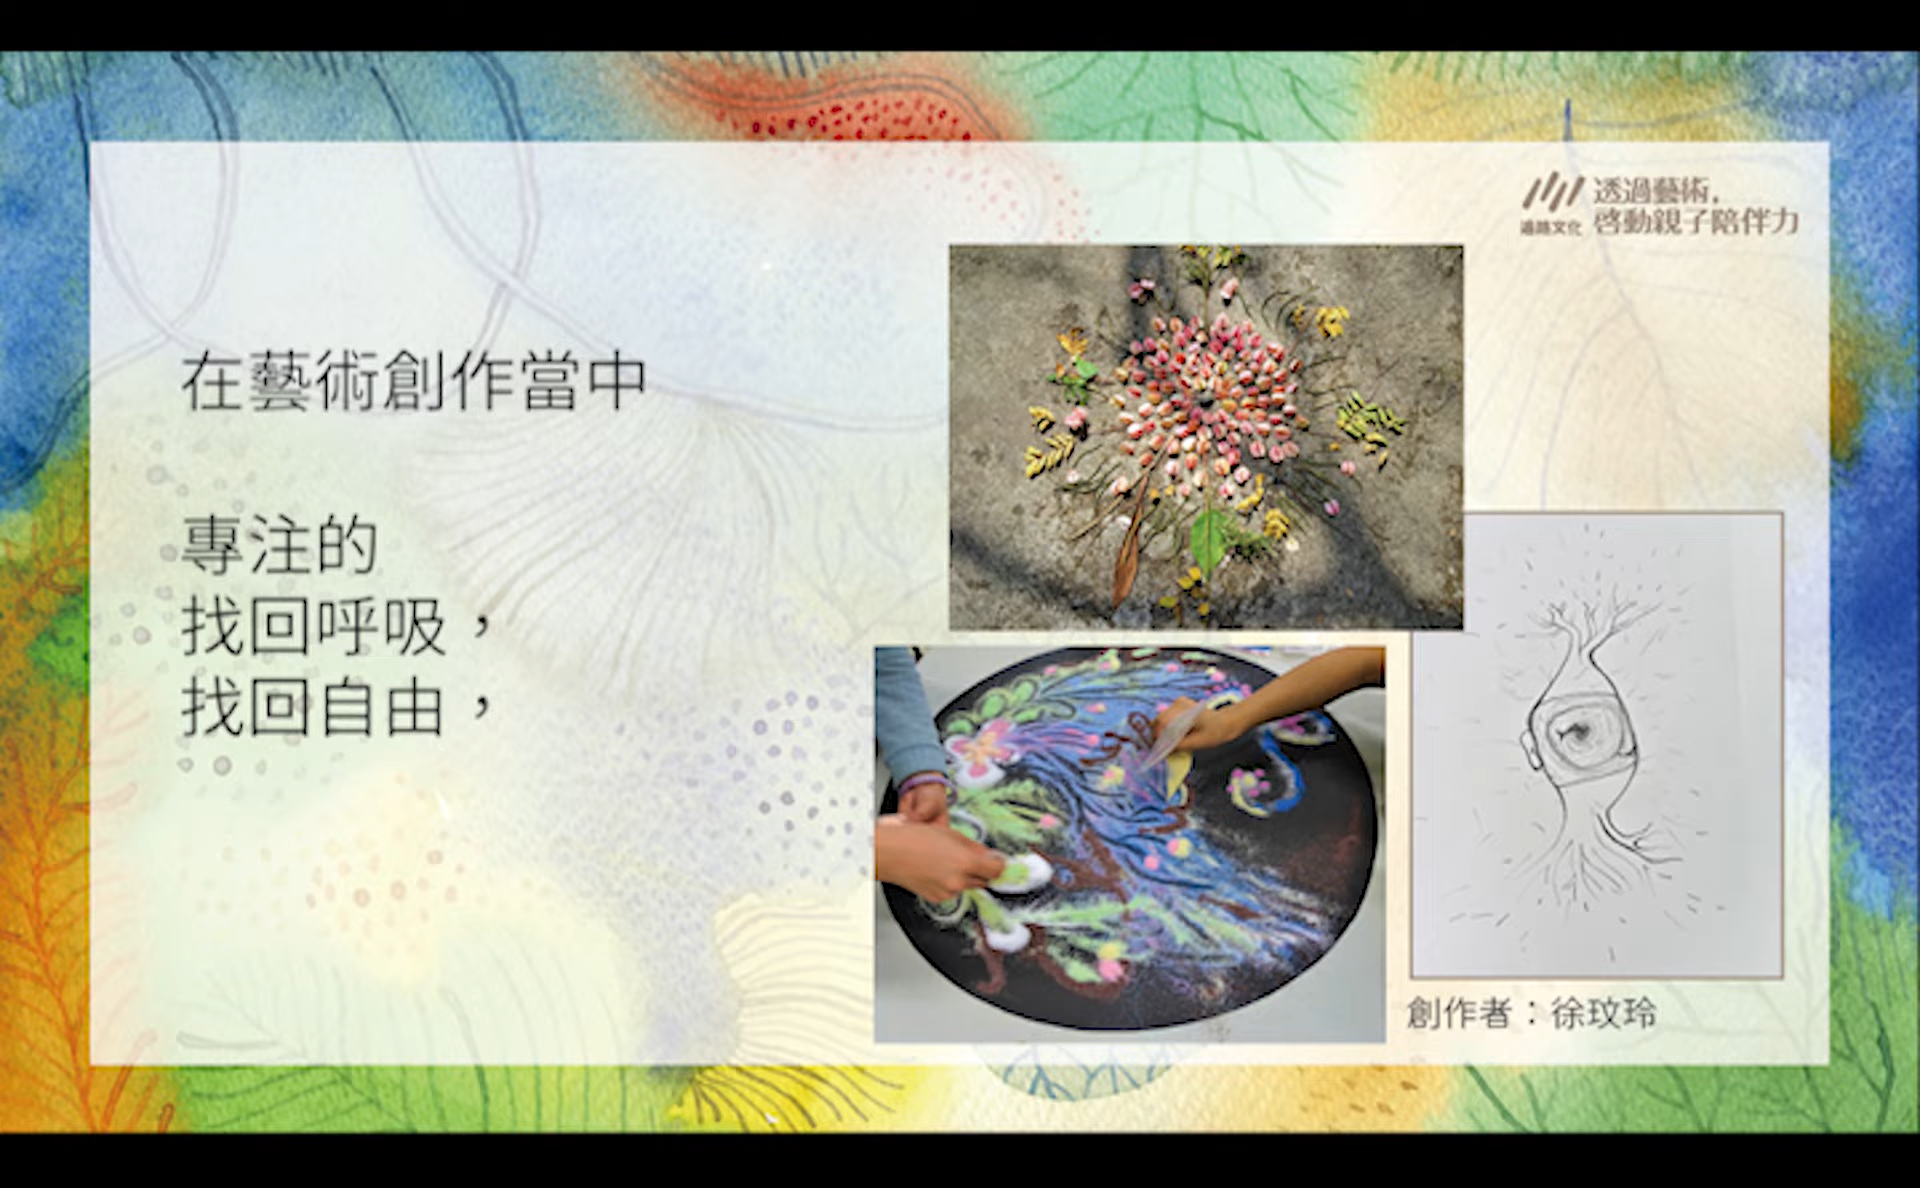 透過藝術，
啓動親子陪伴力
在藝術創作當中
專注的
找回呼吸，
找回自由，
創作者：徐玟玲